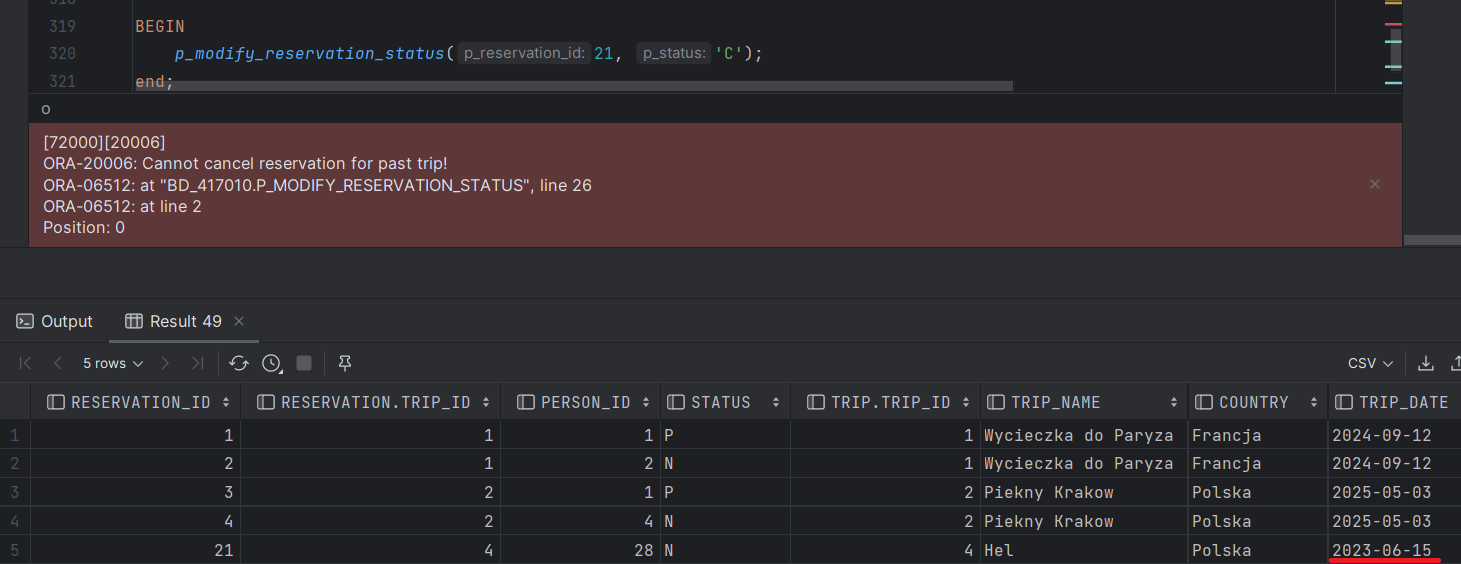 319 BEGIN
320 p_modify_reservation_status( p_reservation_id: 21, p_status: 'C');
321 end;
o
[72000][20006]
ORA-20006: Cannot cancel reservation for past trip!
ORA-06512: at "BD_417010.P_MODIFY_RESERVATION_STATUS", line 26
ORA-06512: at line 2
Position: 0
Output Result 49
5 rows CSV
RESERVATION_ID RESERVATION.TRIP_ID PERSON_ID STATUS TRIP.TRIP_ID TRIP_NAME COUNTRY TRIP_DATE
1 1 1 1 P 1 Wycieczka do Paryza Francja 2024-09-12
2 2 1 2 N 1 Wycieczka do Paryza Francja 2024-09-12
3 3 2 1 P 2 Piekny Krakow Polska 2025-05-03
4 4 2 4 N 2 Piekny Krakow Polska 2025-05-03
5 21 4 28 N 4 Hel Polska 2023-06-15